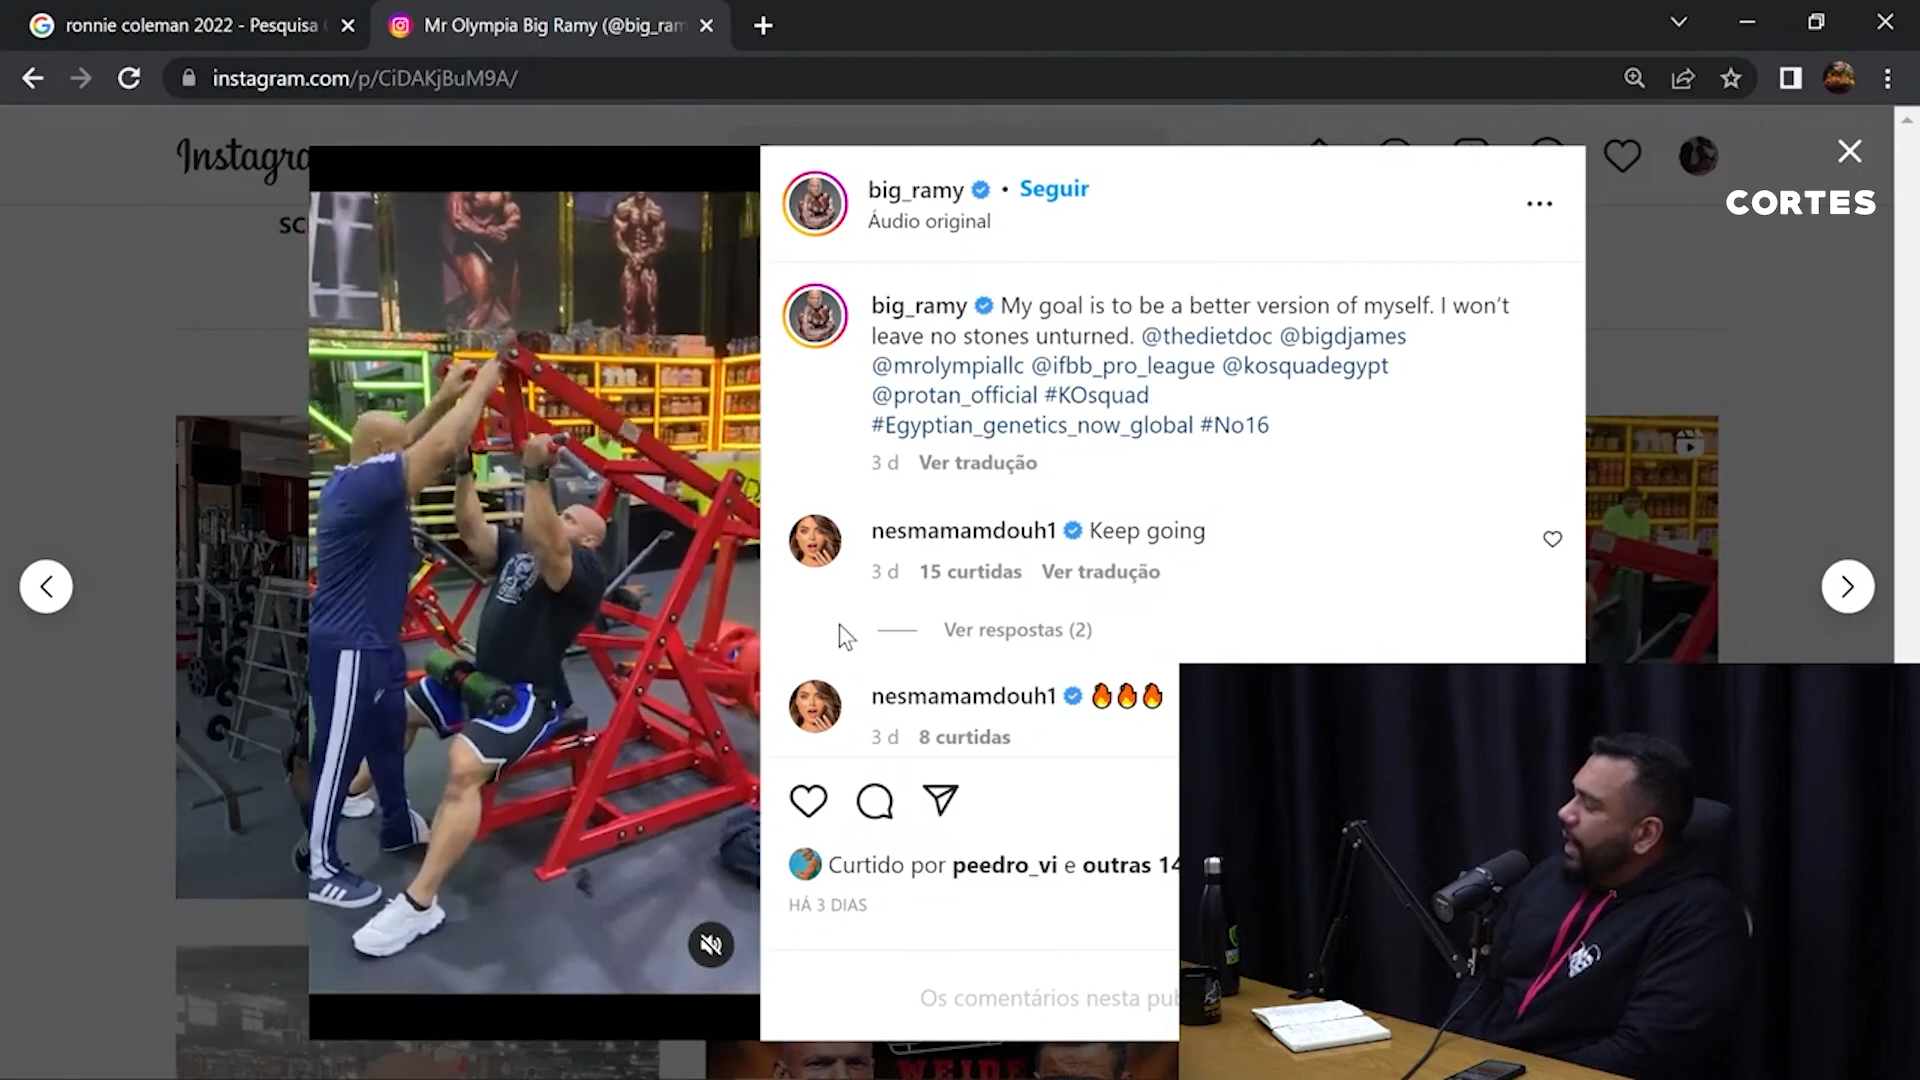 ronnie coleman 2022 - Pesquisa
Mr Olympia Big Ramy (@big_ram
instagram.com/p/CiDAKjBuM9A/
Instagra
SC
CORTES
big_ramy • Seguir
Áudio original
big_ramy My goal is to be a better version of myself. I won’t
leave no stones unturned. @thedietdoc @bigdjames
@mrolympiallc @ifbb_pro_league @kosquadegypt
@protan_official #KOsquad
#Egyptian_genetics_now_global #No16
3 d Ver tradução
nesmamamdouh1 Keep going
3 d 15 curtidas Ver tradução
Ver respostas (2)
nesmamamdouh1 🔥🔥🔥
3 d 8 curtidas
Curtido por peedro_vi e outras 14
HÁ 3 DIAS
Os comentários nesta pub
WEIDE